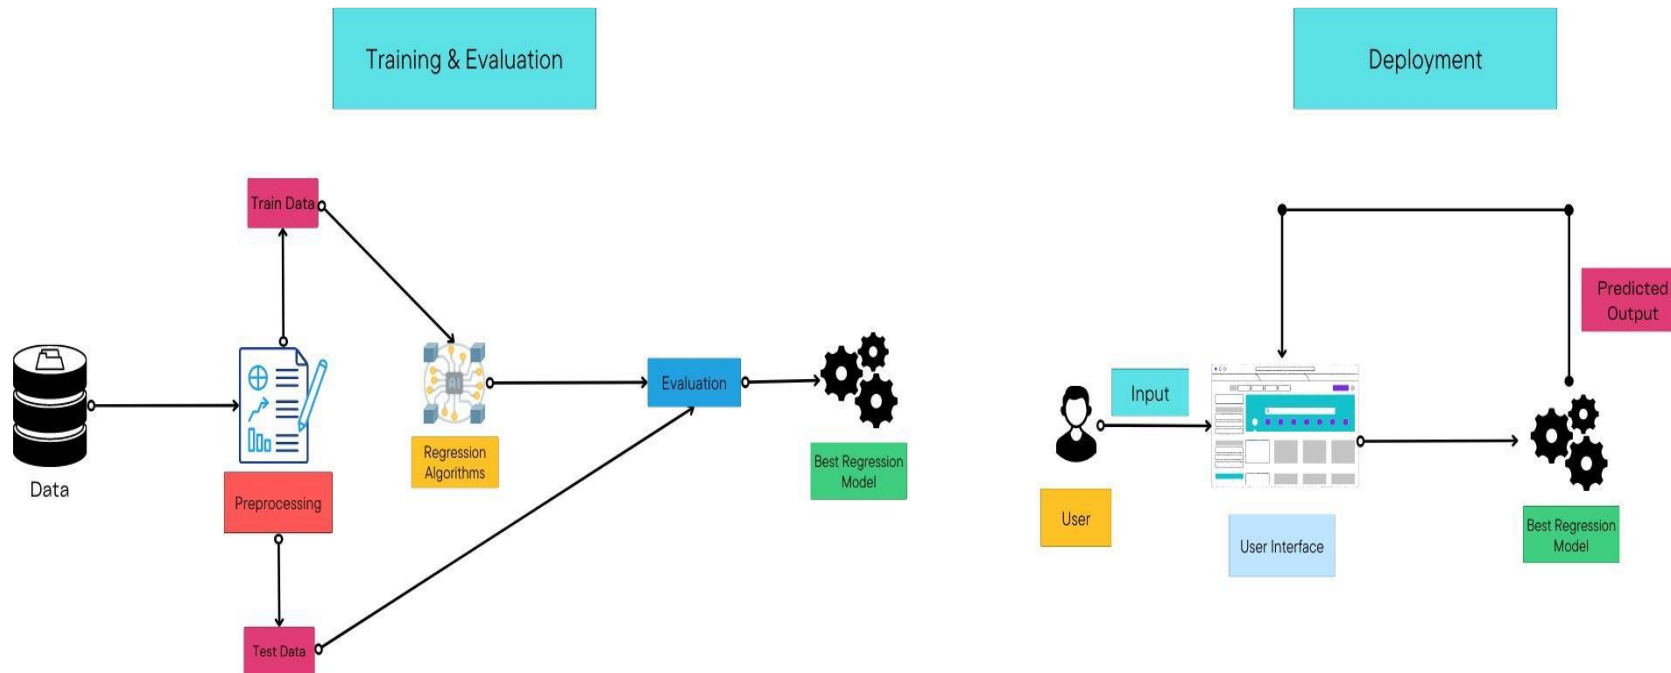 Training & Evaluation
Deployment
Train Data
Data
Preprocessing
Test Data
AI
Regression
Algorithms
Evaluation
Best Regression
Model
User
Input
User Interface
Predicted
Output
Best Regression
Model